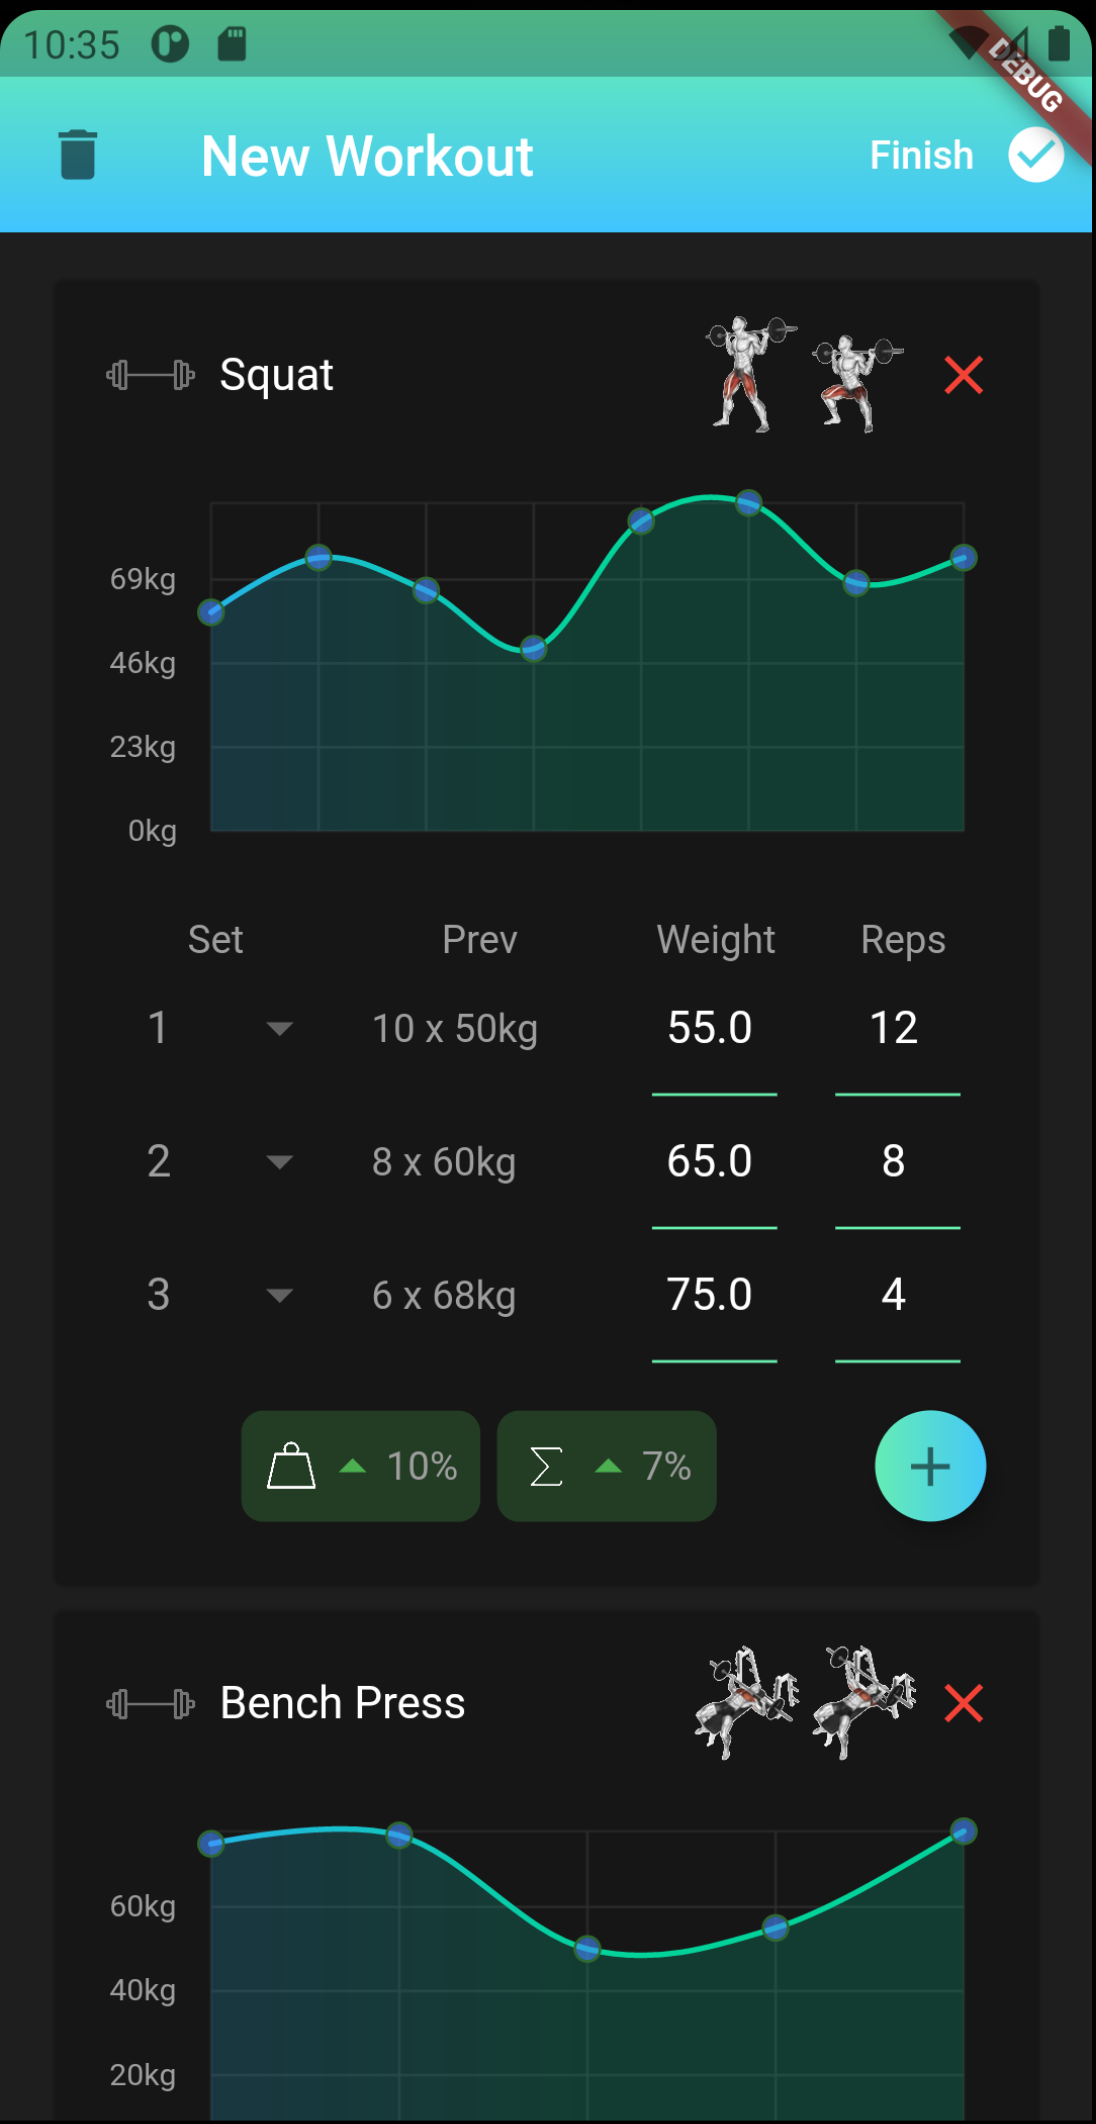 10:35
DEBUG
New Workout
Finish
Squat
69kg
46kg
23kg
0kg
Set Prev Weight Reps
1 10 x 50kg 55.0 12
2 8 x 60kg 65.0 8
3 6 x 68kg 75.0 4
10% 7%
Bench Press
60kg
40kg
20kg